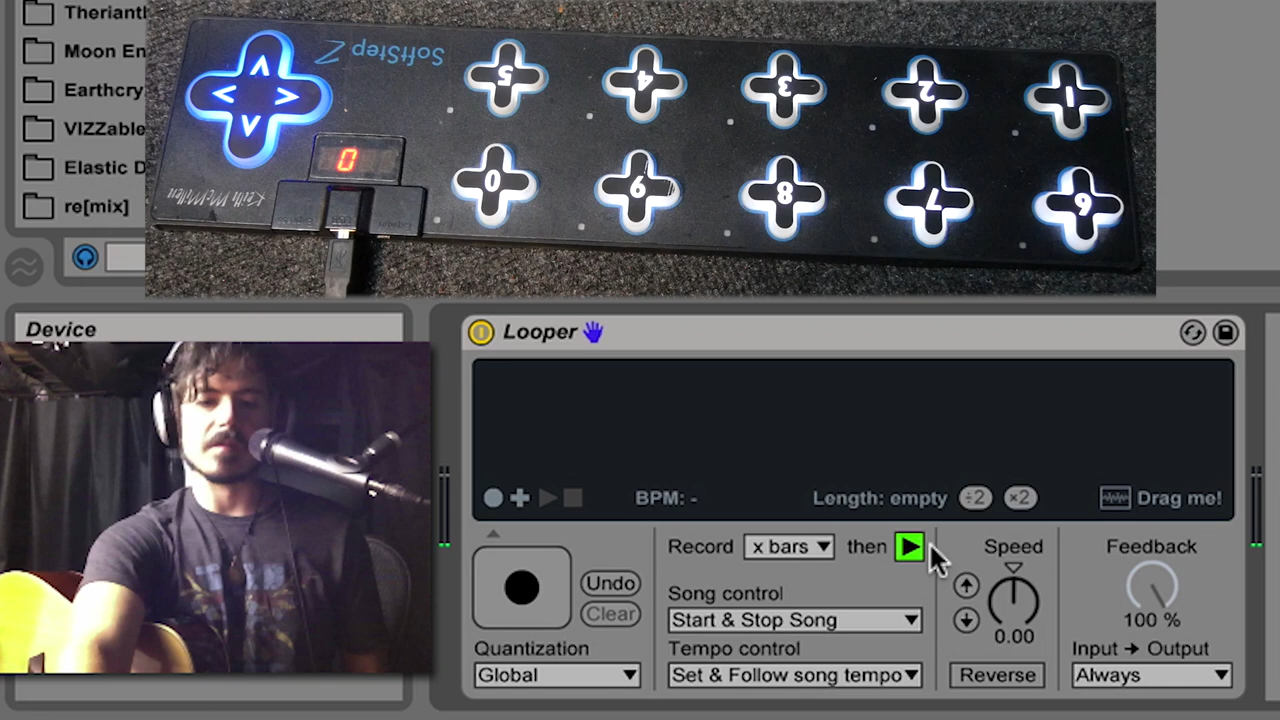 Therianth
Moon En
Earthcry
VIZZable
Elastic D
re[mix]
SoftStep 2
5 4 3 2 1
0
Keith McMillen
0 9 8 7 6
Device
Looper
BPM: -
Length: empty
÷2
×2
Drag me!
Record
x bars
then
Speed
Feedback
Undo
Clear
Song control
Start & Stop Song
0.00
100 %
Quantization
Tempo control
Input → Output
Global
Set & Follow song tempo
Reverse
Always